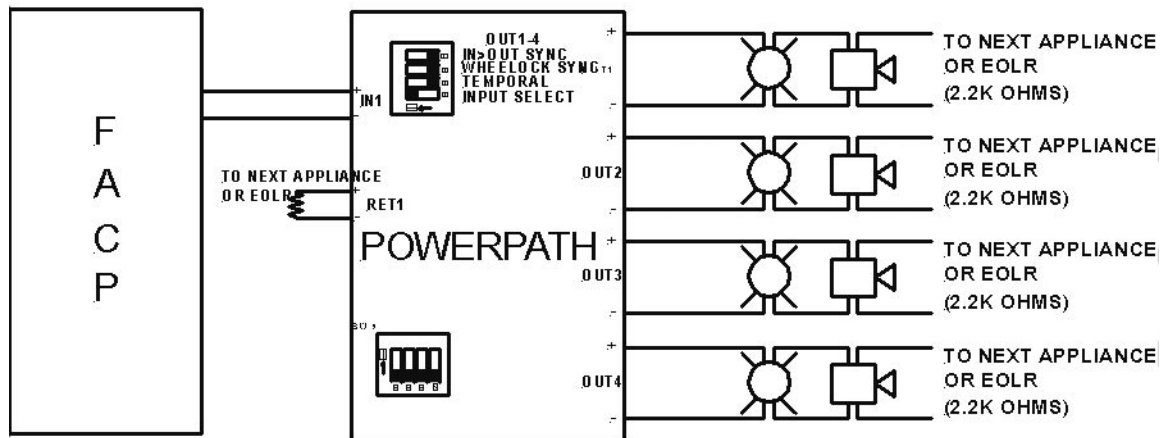 F
A
C
P
OUT1-4
IN>OUT SYNC
WHEELOCK SYNC
TEMPORAL
INPUT SELECT
+
IN1
-
TO NEXT APPLIANCE
OR EOLR
+
RET1
-
POWERPATH
+
T1
-
TO NEXT APPLIANCE
OR EOLR
(2.2K OHMS)
+
OUT2
-
TO NEXT APPLIANCE
OR EOLR
(2.2K OHMS)
+
OUT3
-
TO NEXT APPLIANCE
OR EOLR
(2.2K OHMS)
+
OUT4
-
TO NEXT APPLIANCE
OR EOLR
(2.2K OHMS)